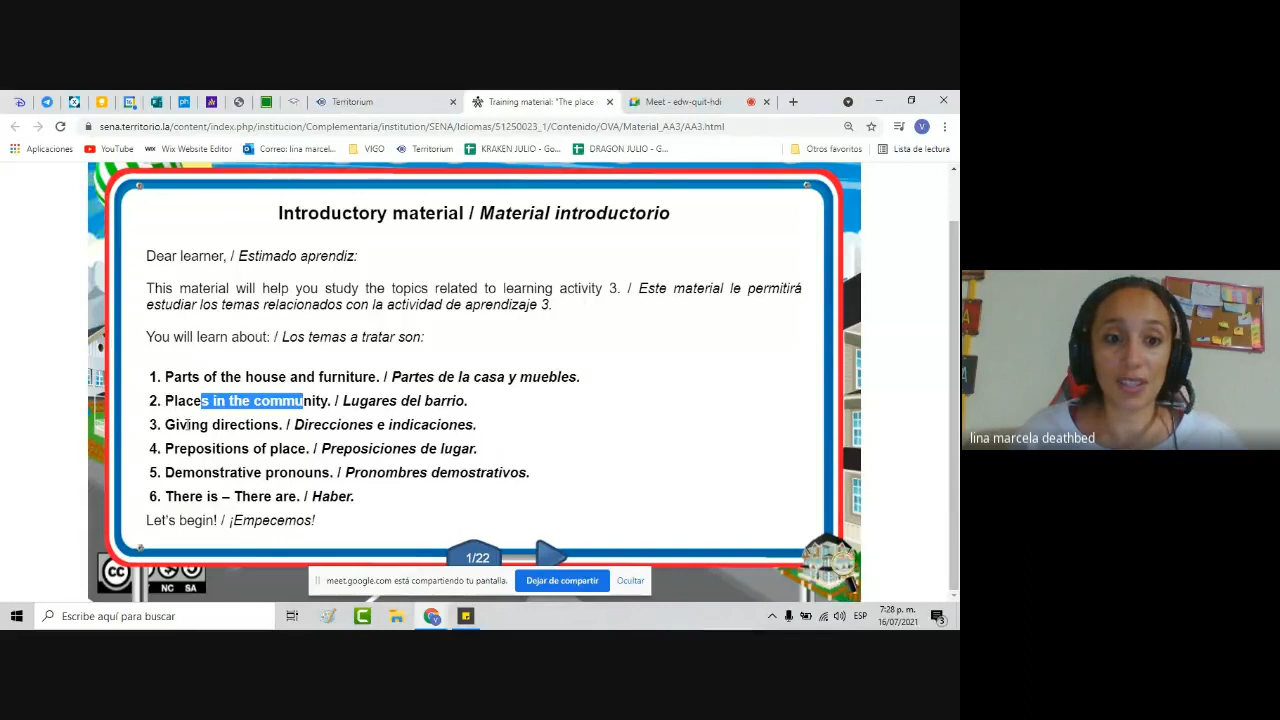 Territorium
Training material: "The place
Meet - edw-quit-hdi
sena.territorio.la/content/index.php/institucion/Complementaria/institution/SENA/Idiomas/51250023_1/Contenido/OVA/Material_AA3/AA3.html
V
Aplicaciones
YouTube
WIX Wix Website Editor
Correo: lina marcel...
VIGO
Territorium
KRAKEN JULIO - Go...
DRAGON JULIO - G...
Otros favoritos
Lista de lectura
Introductory material / Material introductorio
Dear learner, / Estimado aprendiz:
This material will help you study the topics related to learning activity 3. / Este material le permitirá
estudiar los temas relacionados con la actividad de aprendizaje 3.
You will learn about: / Los temas a tratar son:
1. Parts of the house and furniture. / Partes de la casa y muebles.
2. Places in the community. / Lugares del barrio.
3. Giving directions. / Direcciones e indicaciones.
4. Prepositions of place. / Preposiciones de lugar.
5. Demonstrative pronouns. / Pronombres demostrativos.
6. There is – There are. / Haber.
Let's begin! / ¡Empecemos!
1/22
cc
NC SA
meet.google.com está compartiendo tu pantalla.
Dejar de compartir
Ocultar
lina marcela deathbed
Escribe aquí para buscar
ESP
7:28 p. m.
16/07/2021
3